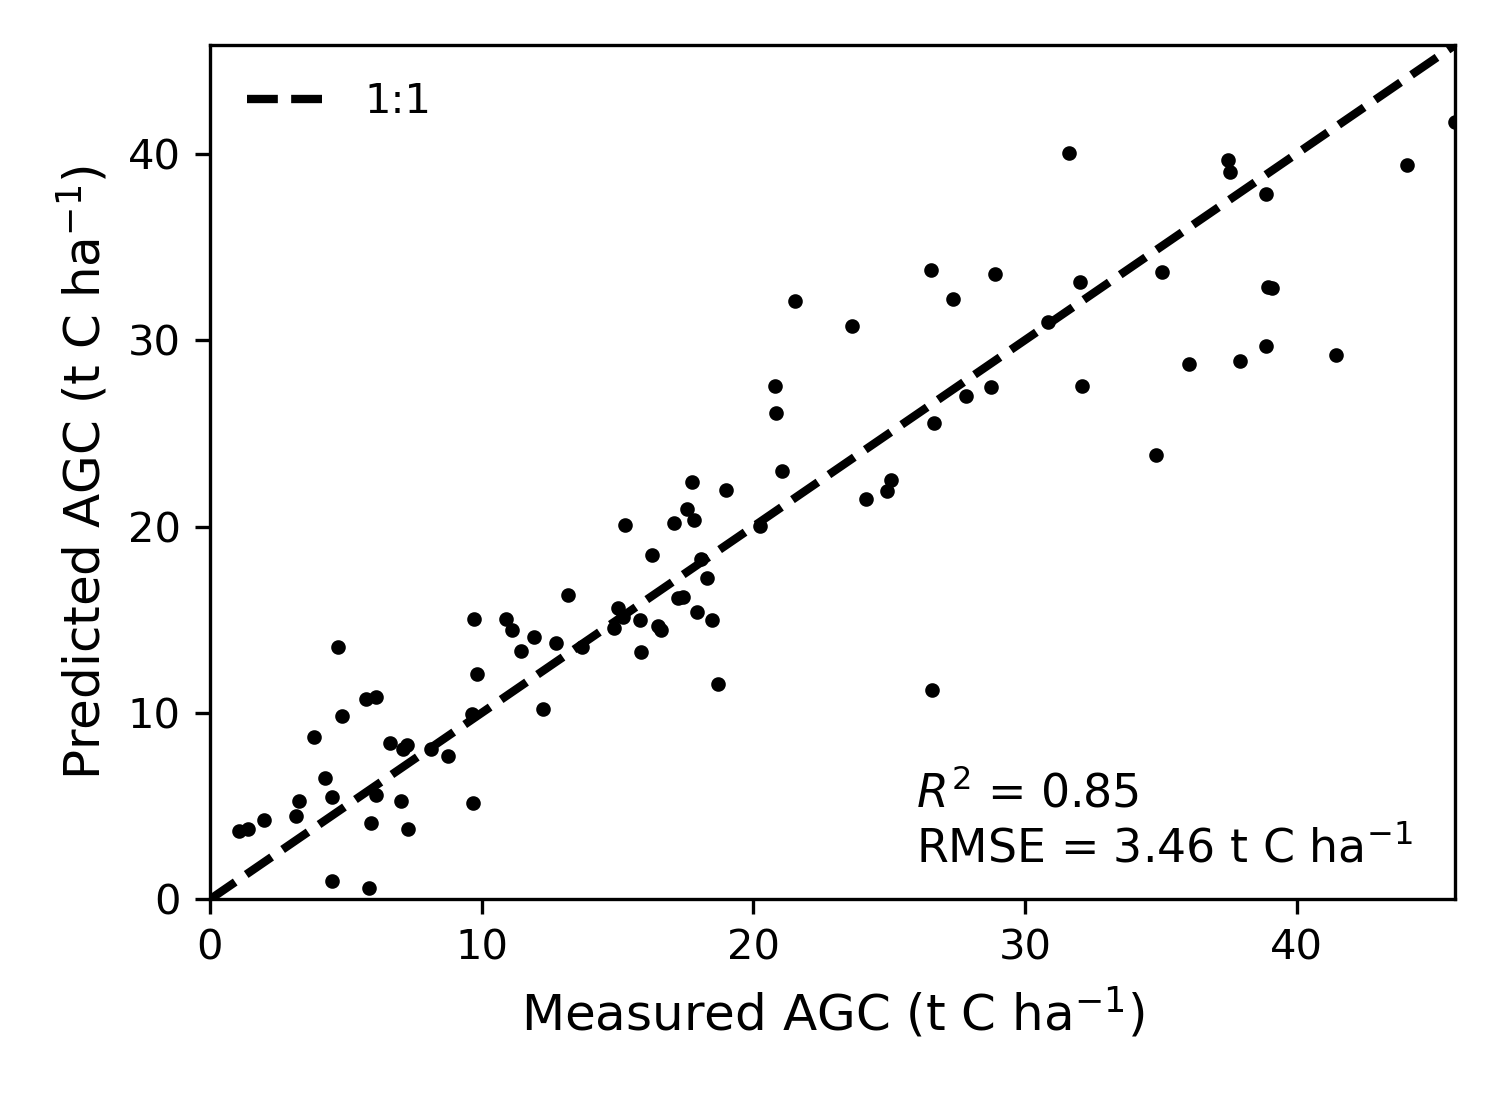 1:1
Predicted AGC (t C ha⁻¹)
40
30
20
10
0
R² = 0.85
RMSE = 3.46 t C ha⁻¹
0 10 20 30 40
Measured AGC (t C ha⁻¹)